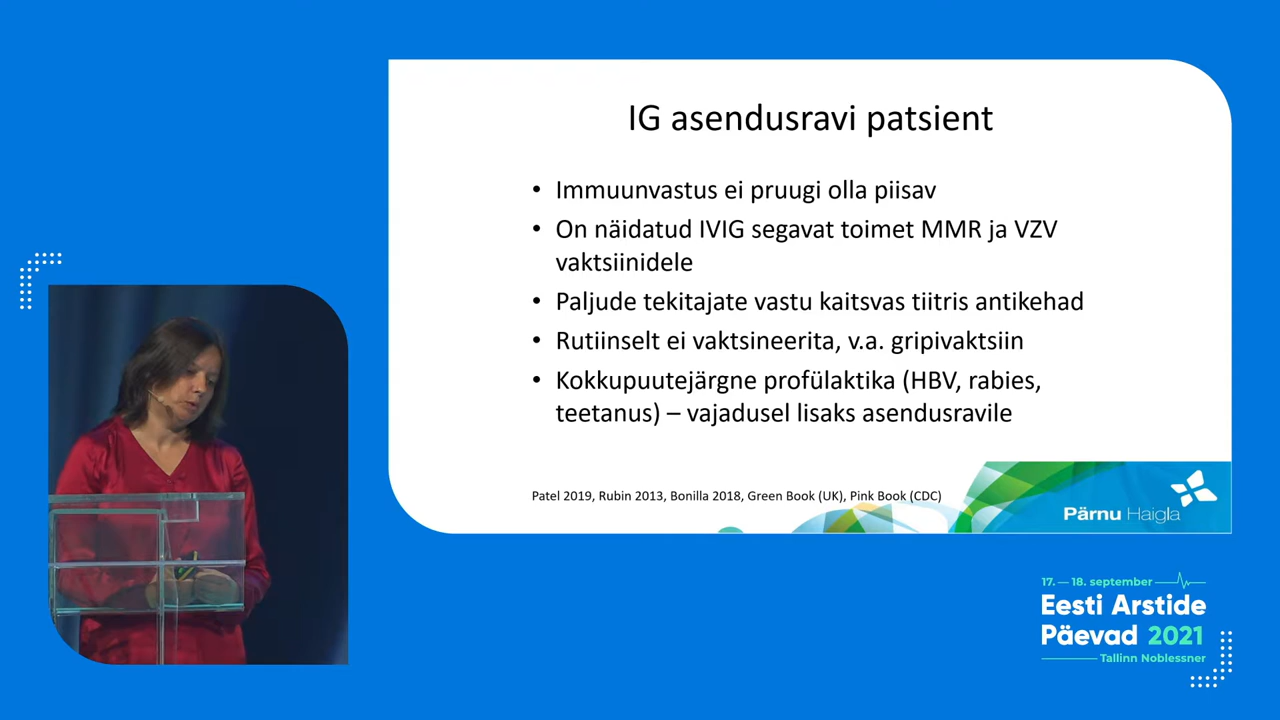 IG asendusravi patsient
• Immuunvastus ei pruugi olla piisav
• On näidatud IVIG segavat toimet MMR ja VZV
vaktsiinidele
• Paljude tekitajate vastu kaitsvas tiitris antikehad
• Rutiinselt ei vaktsineerita, v.a. gripivaktsiin
• Kokkupuutejärgne profülaktika (HBV, rabies,
teetanus) – vajadusel lisaks asendusravile
Patel 2019, Rubin 2013, Bonilla 2018, Green Book (UK), Pink Book (CDC)
Pärnu Haigla
17. — 18. september
Eesti Arstide
Päevad 2021
Tallinn Noblessner